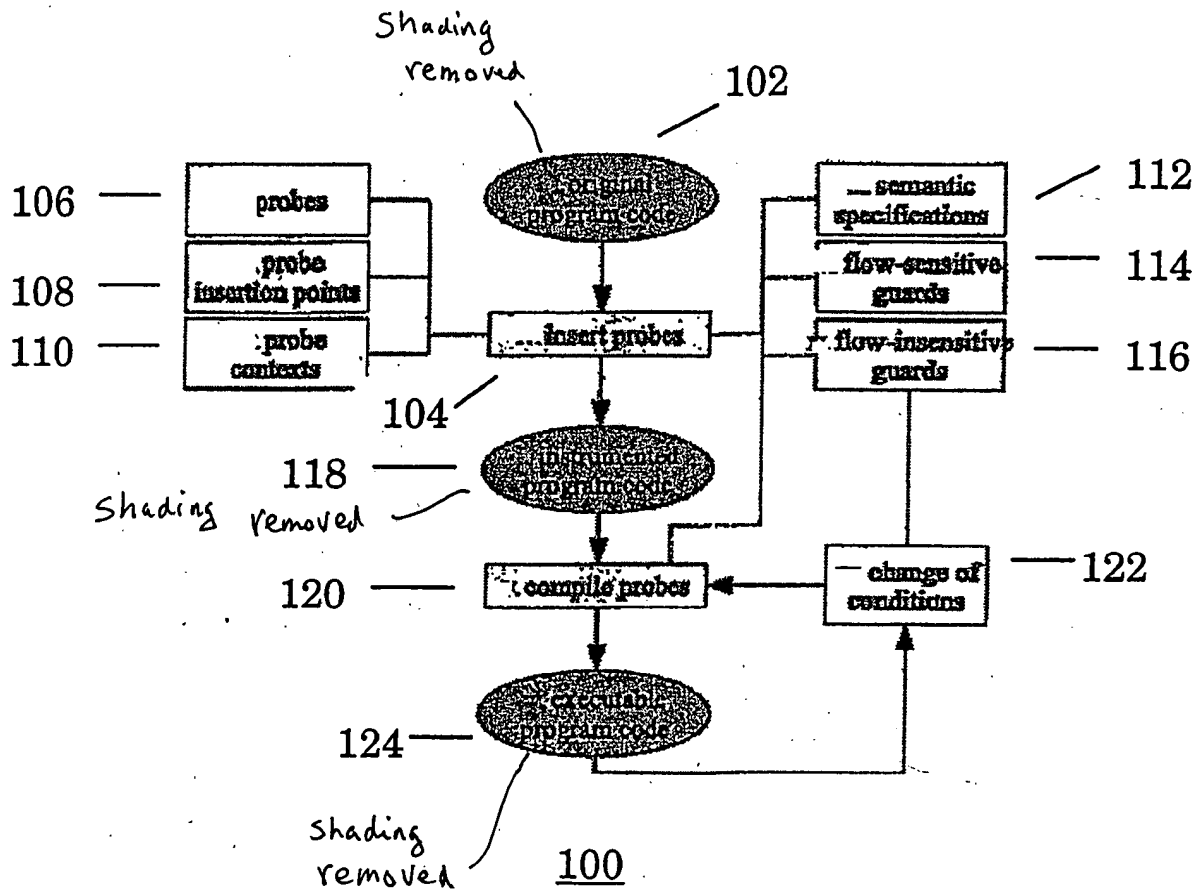 Shading
removed
102
106
probes
original
program code
semantic
specifications
112
108
probe
insertion points
flow-sensitive
guards
114
110
probe
contexts
insert probes
flow-insensitive
guards
116
104
118
instrumented
program code
Shading removed
120
compile probes
change of
conditions
122
124
executable
program code
Shading
removed
100